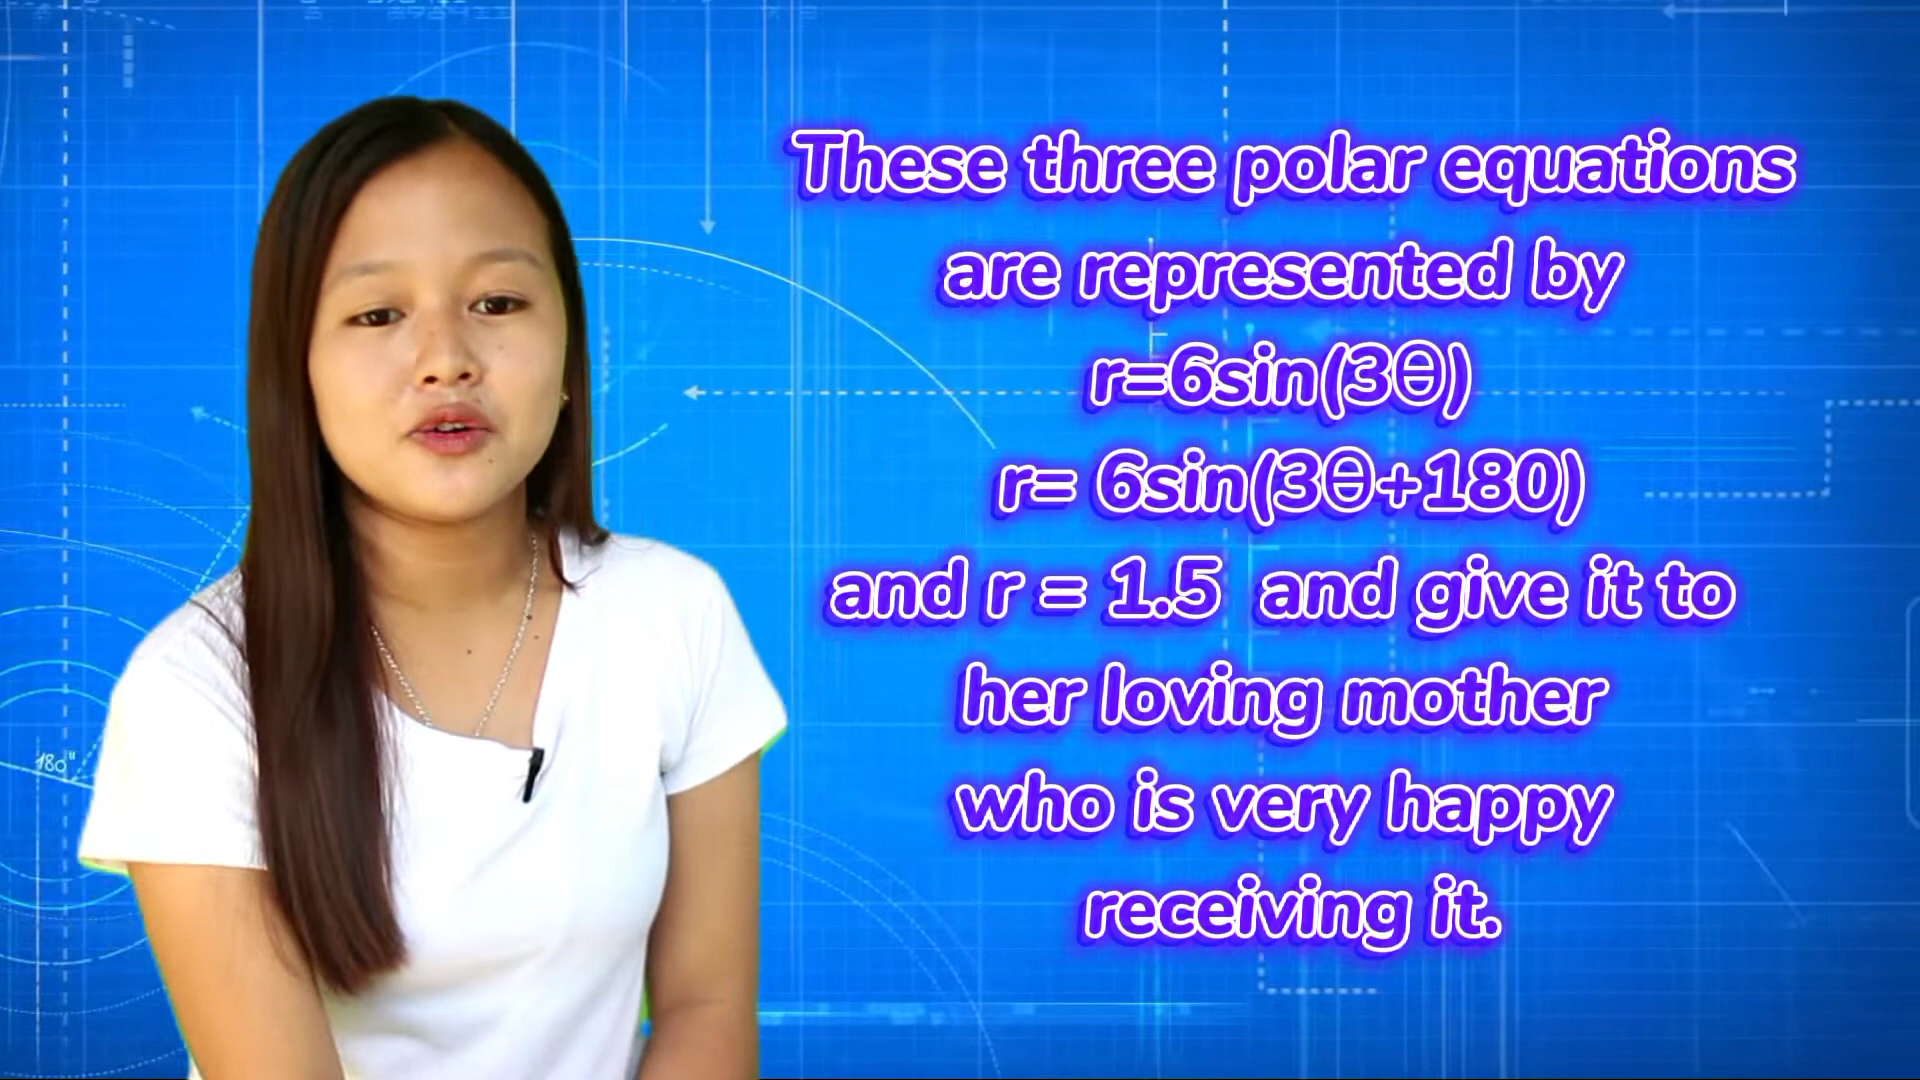 180°
These three polar equations
are represented by
r=6sin(3θ)
r= 6sin(3θ+180)
and r = 1.5 and give it to
her loving mother
who is very happy
receiving it.